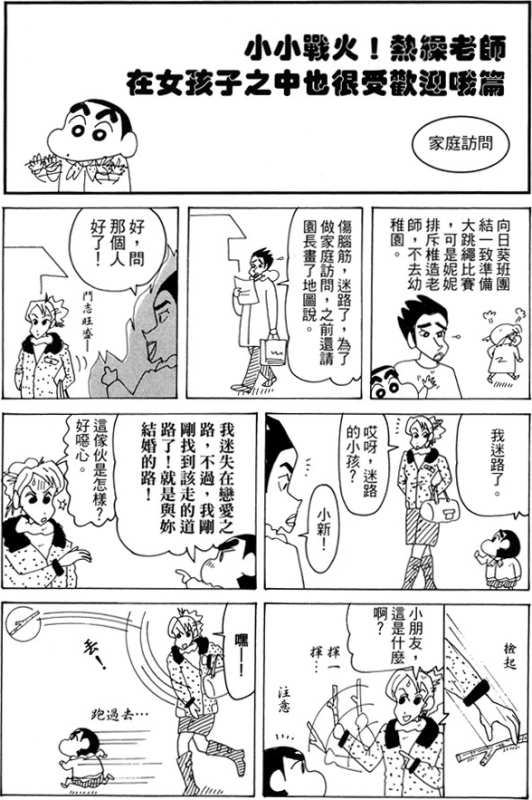 小小戰火！熱繰老師
在女孩子之中也很受歡迎哦篇
家庭訪問
向日葵班團
結一致準備
大跳繩比賽
，可是妮妮
排斥椎造老
師，不去幼
稚園。
傷腦筋，迷路了，為了
做家庭訪問，之前還請
園長畫了地圖說。
好，問
那個人
好了！
鬥志旺盛——
我迷路了。
哎呀，迷路
的小孩？
小新！
我迷失在戀愛之
路，不過，我剛
剛找到該走的道
路了！就是與妳
結婚的路！
這傢伙是怎樣？
好噁心。
撿起
小朋友，
這是什麼
啊？
揮一
揮…
注意
嘿——！
丟！
跑過去…